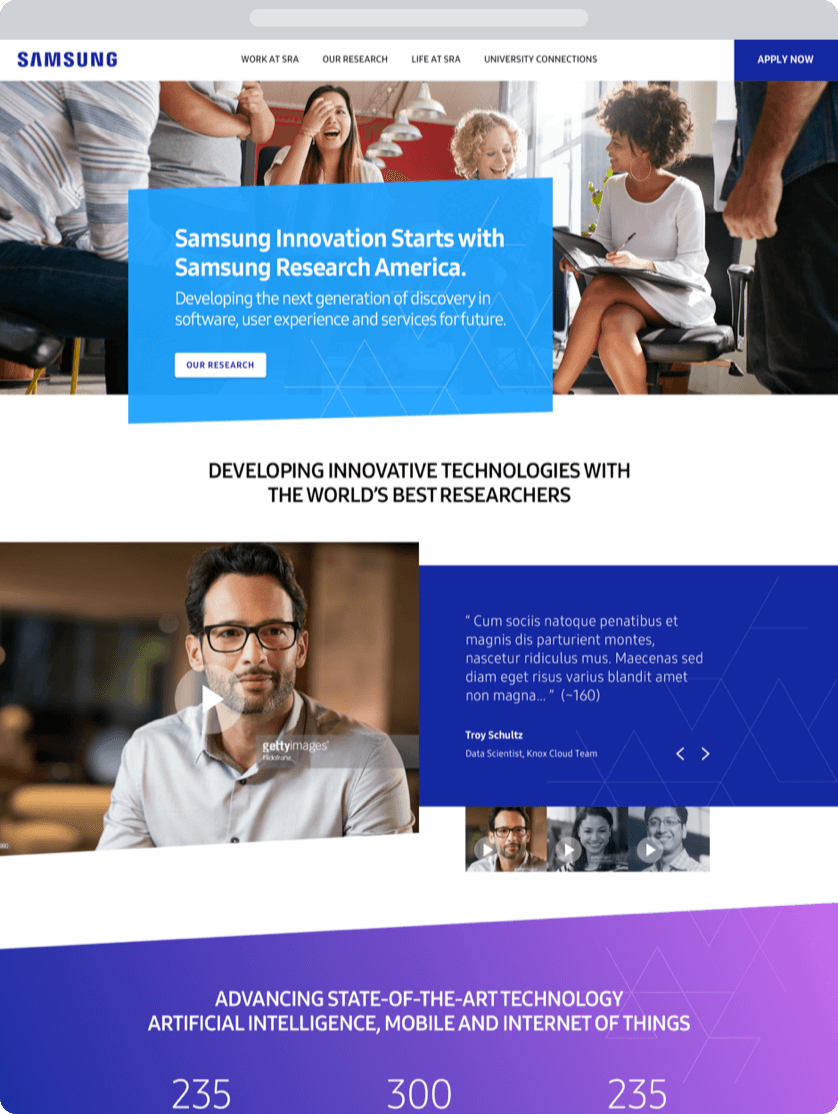 SAMSUNG
WORK AT SRA OUR RESEARCH LIFE AT SRA UNIVERSITY CONNECTIONS
APPLY NOW
Samsung Innovation Starts with
Samsung Research America.
Developing the next generation of discovery in
software, user experience and services for future.
OUR RESEARCH
DEVELOPING INNOVATIVE TECHNOLOGIES WITH
THE WORLD’S BEST RESEARCHERS
gettyimages®
“ Cum sociis natoque penatibus et
magnis dis parturient montes,
nascetur ridiculus mus. Maecenas sed
diam eget risus varius blandit amet
non magna... ” (~160)
Troy Schultz
Data Scientist, Knox Cloud Team
ADVANCING STATE-OF-THE-ART TECHNOLOGY
ARTIFICIAL INTELLIGENCE, MOBILE AND INTERNET OF THINGS
235 300 235